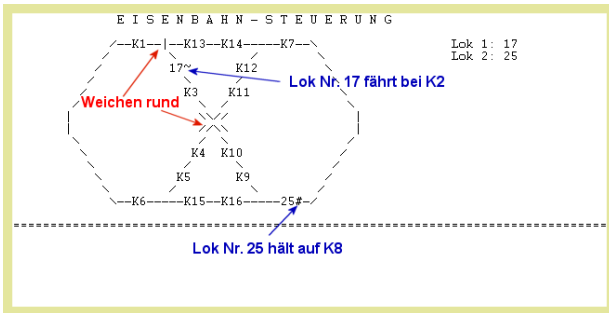 E I S E N B A H N - S T E U E R U N G
/--K1--|--K13--K14-----K7--\ Lok 1: 17
Lok 2: 25
17~ K12
Lok Nr. 17 fährt bei K2
K3 K11
Weichen rund
K4 K10
K5 K9
\--K6-----K15--K16-----25#-/
Lok Nr. 25 hält auf K8